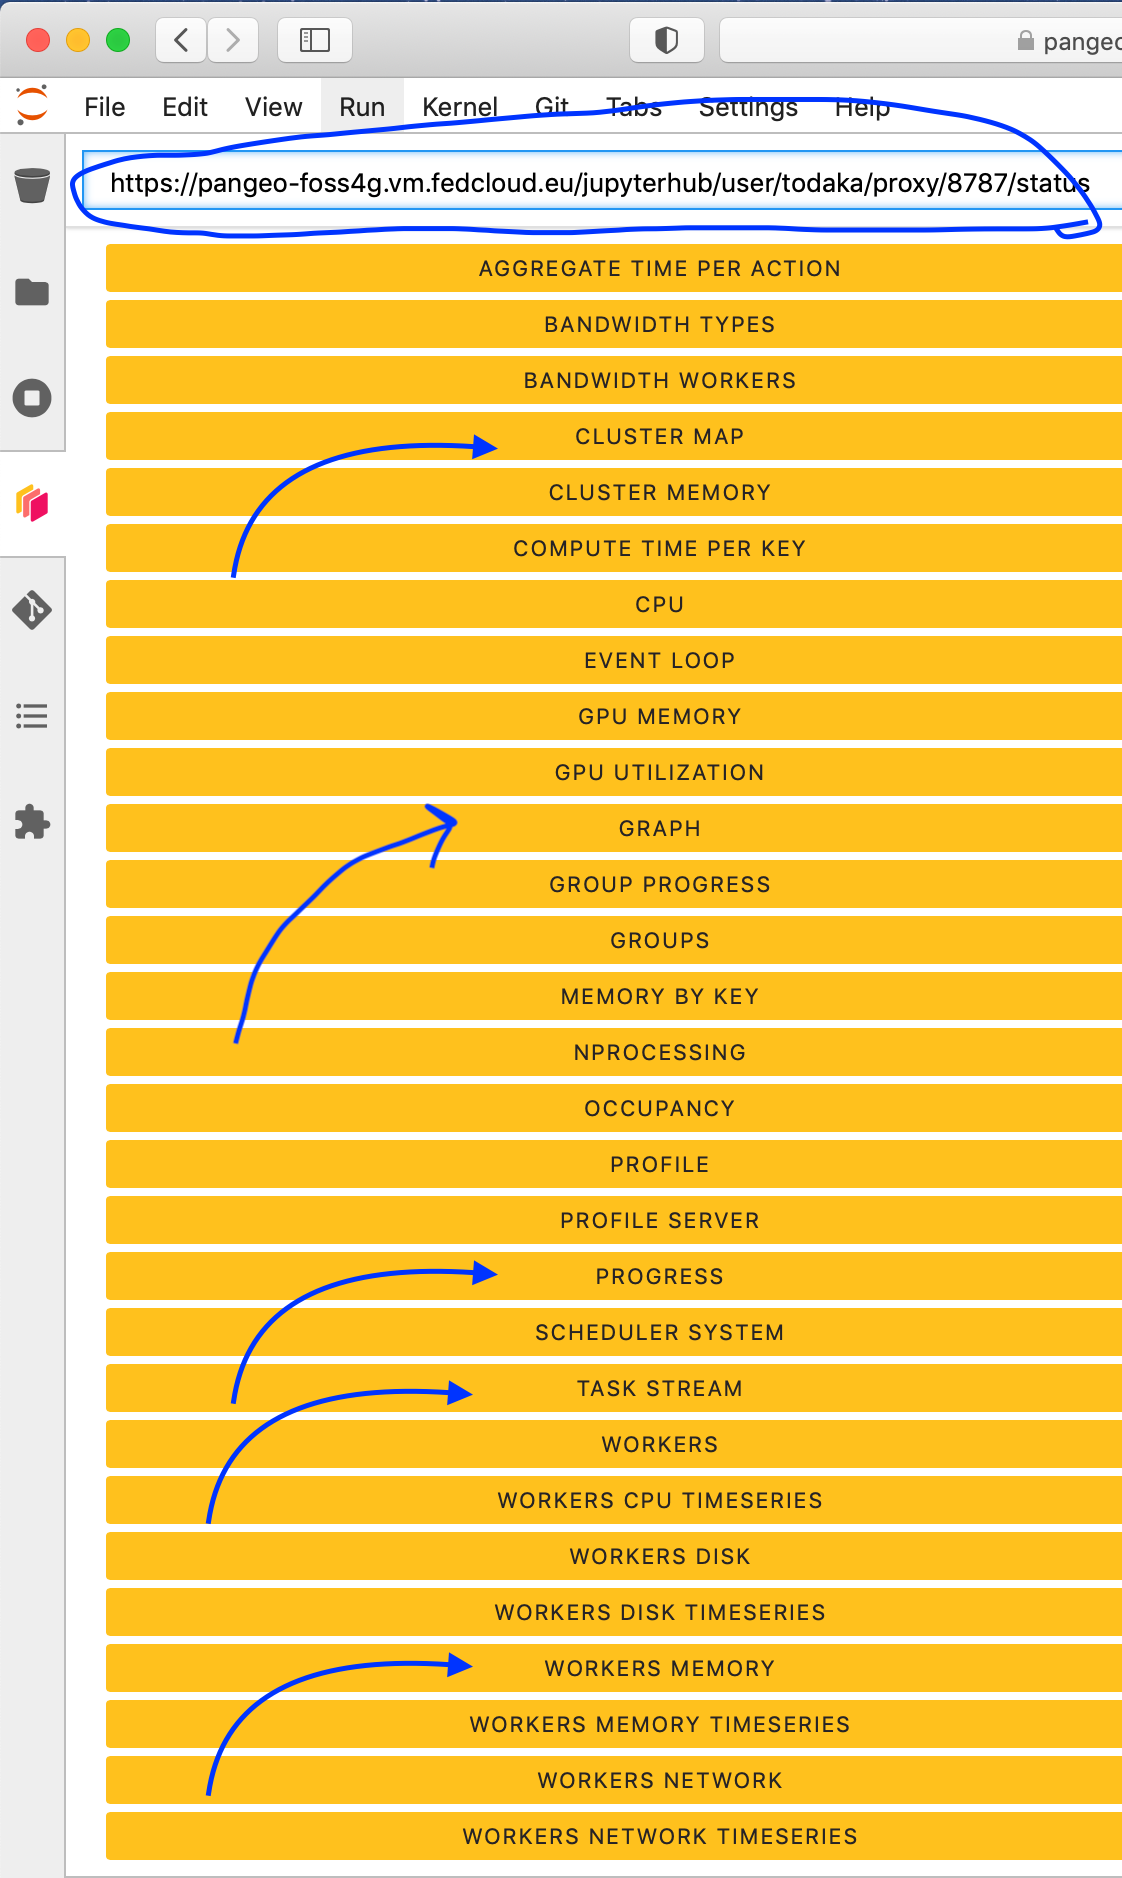 pangeo
File Edit View Run Kernel Git Tabs Settings Help
https://pangeo-foss4g.vm.fedcloud.eu/jupyterhub/user/todaka/proxy/8787/status
AGGREGATE TIME PER ACTION
BANDWIDTH TYPES
BANDWIDTH WORKERS
CLUSTER MAP
CLUSTER MEMORY
COMPUTE TIME PER KEY
CPU
EVENT LOOP
GPU MEMORY
GPU UTILIZATION
GRAPH
GROUP PROGRESS
GROUPS
MEMORY BY KEY
NPROCESSING
OCCUPANCY
PROFILE
PROFILE SERVER
PROGRESS
SCHEDULER SYSTEM
TASK STREAM
WORKERS
WORKERS CPU TIMESERIES
WORKERS DISK
WORKERS DISK TIMESERIES
WORKERS MEMORY
WORKERS MEMORY TIMESERIES
WORKERS NETWORK
WORKERS NETWORK TIMESERIES